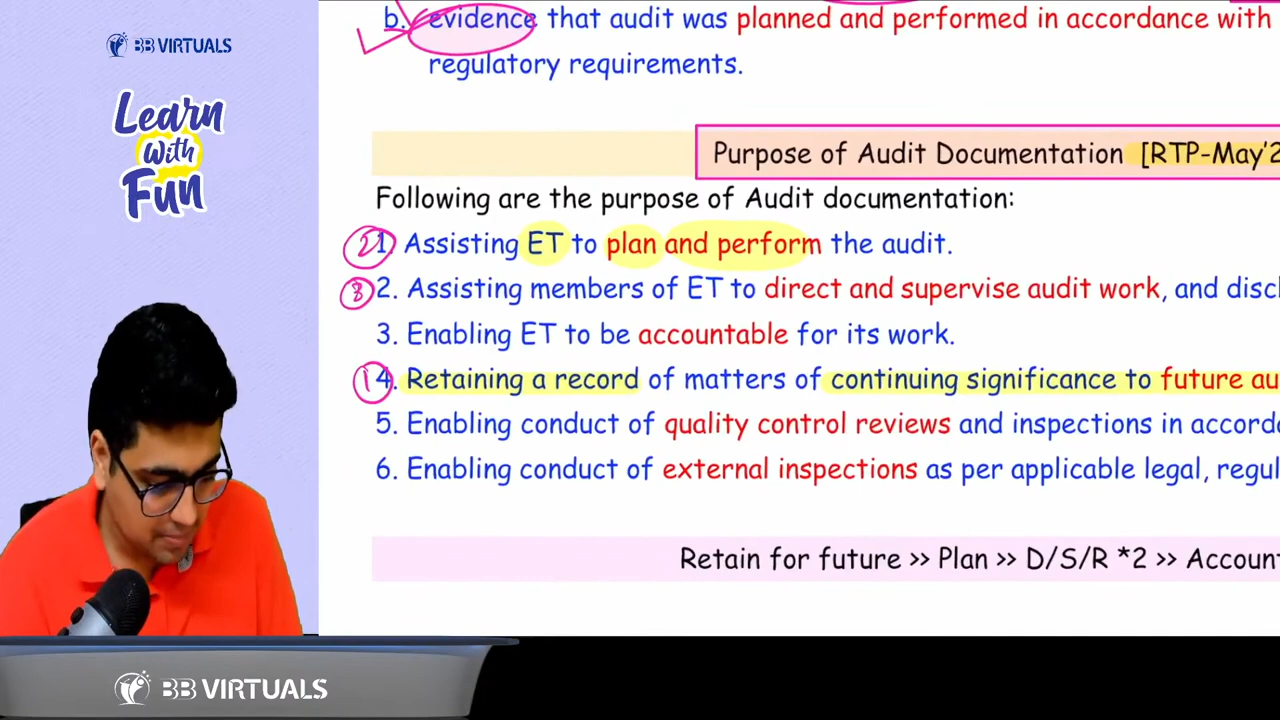 BB VIRTUALS
Learn
With
Fun
b. evidence that audit was planned and performed in accordance with
regulatory requirements.
Purpose of Audit Documentation [RTP-May'2
Following are the purpose of Audit documentation:
2 1. Assisting ET to plan and perform the audit.
3 2. Assisting members of ET to direct and supervise audit work, and
3. Enabling ET to be accountable for its work.
1 4. Retaining a record of matters of continuing significance to future
5. Enabling conduct of quality control reviews and inspections in
6. Enabling conduct of external inspections as per applicable legal,
Retain for future >> Plan >> D/S/R *2 >>
BB VIRTUALS